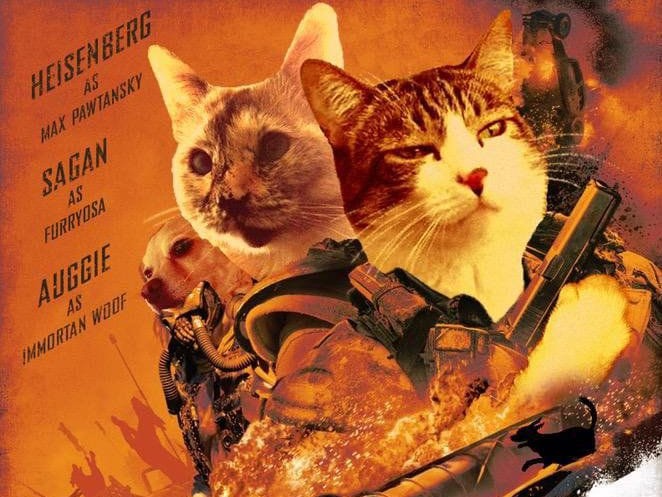 HEISENBERG
AS
MAX PAWTANSKY
SAGAN
AS
FURRYOSA
AUGGIE
AS
IMMORTAN WOOF